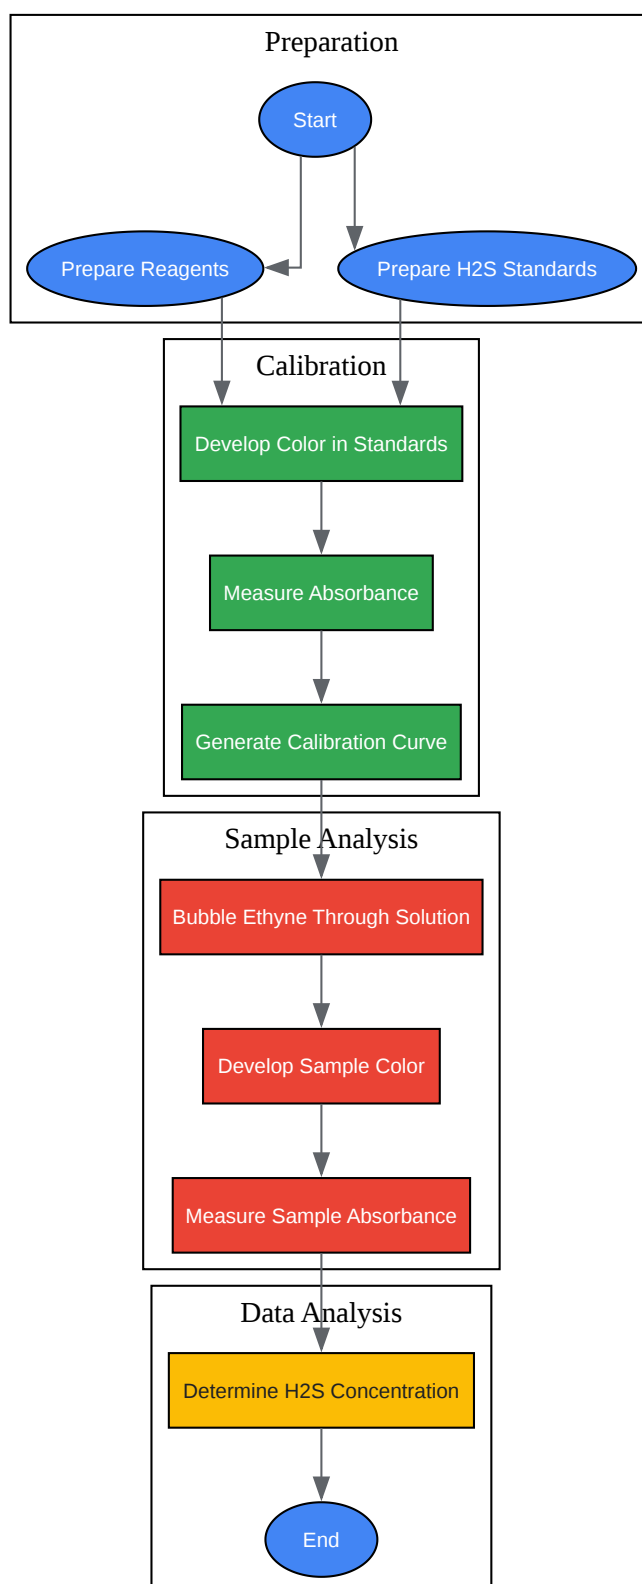 Preparation
Start
Prepare Reagents
Prepare H2S Standards
Calibration
Develop Color in Standards
Measure Absorbance
Generate Calibration Curve
Sample Analysis
Bubble Ethyne Through Solution
Develop Sample Color
Measure Sample Absorbance
Data Analysis
Determine H2S Concentration
End